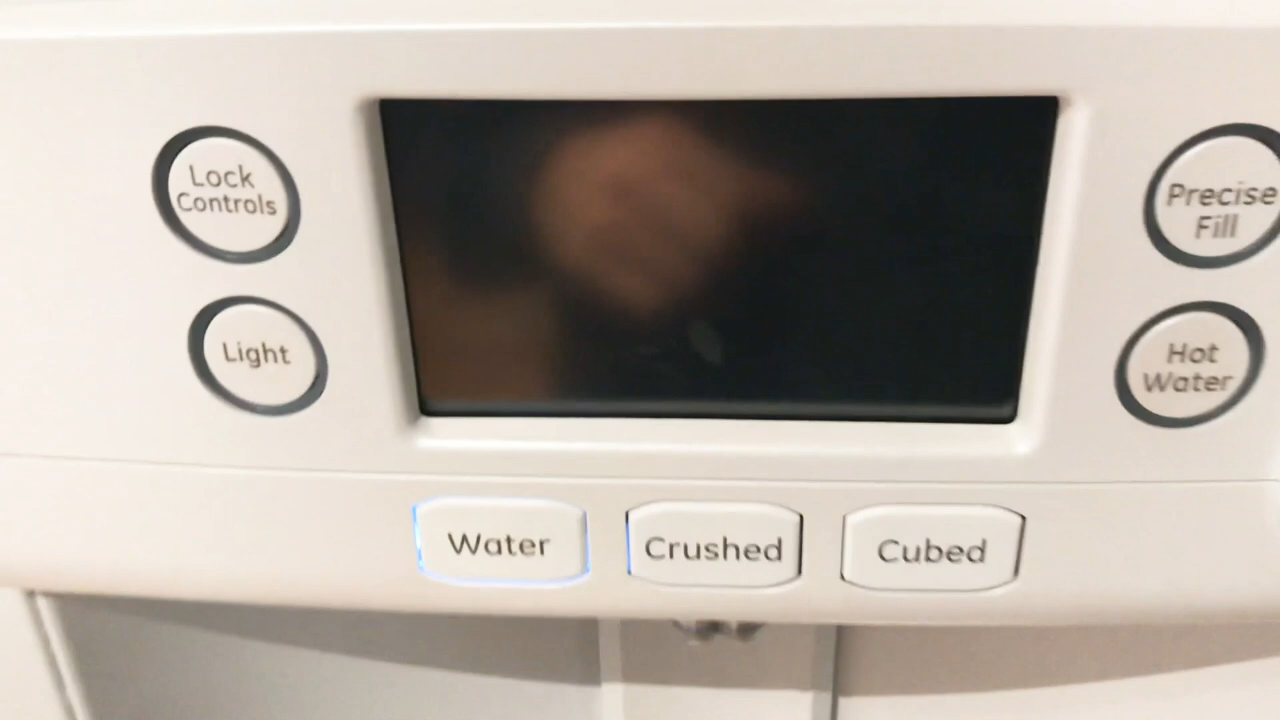 Lock
Controls
Light
Precise
Fill
Hot
Water
Water
Crushed
Cubed